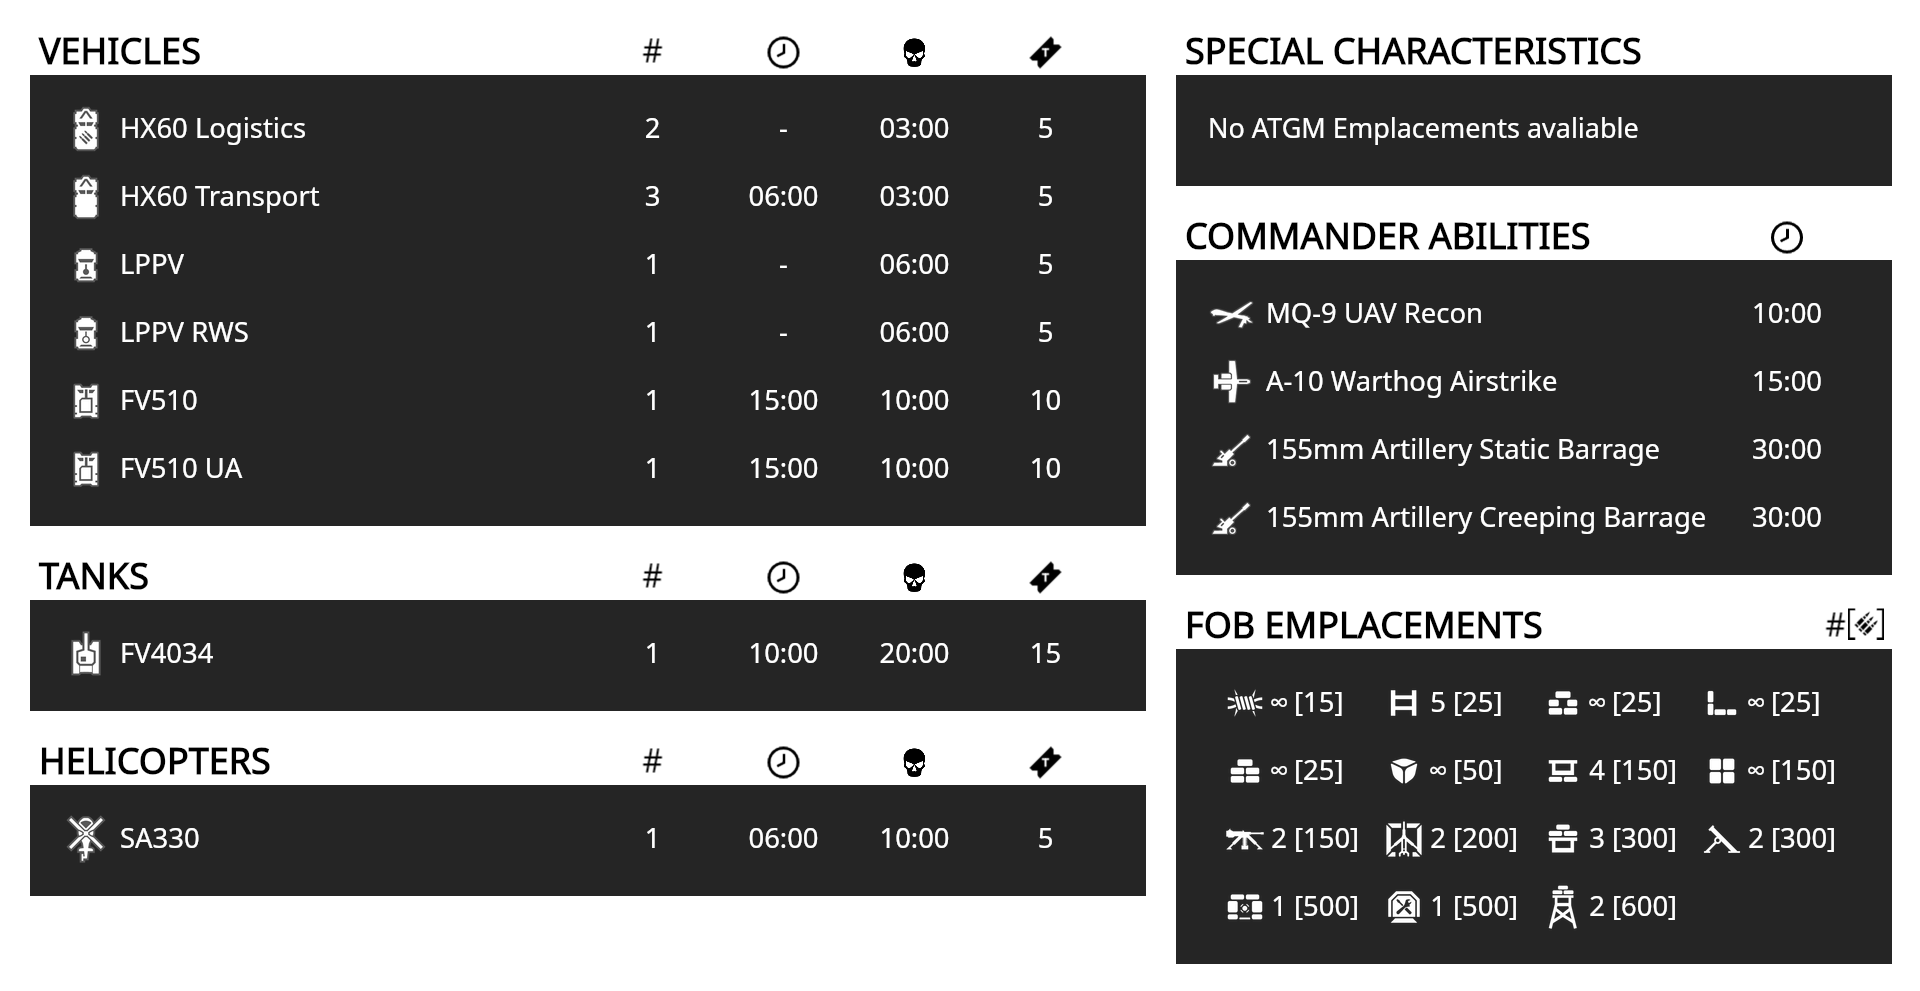 VEHICLES #
HX60 Logistics 2 - 03:00 5
HX60 Transport 3 06:00 03:00 5
LPPV 1 - 06:00 5
LPPV RWS 1 - 06:00 5
FV510 1 15:00 10:00 10
FV510 UA 1 15:00 10:00 10
TANKS #
FV4034 1 10:00 20:00 15
HELICOPTERS #
SA330 1 06:00 10:00 5
SPECIAL CHARACTERISTICS
No ATGM Emplacements avaliable
COMMANDER ABILITIES
MQ-9 UAV Recon 10:00
A-10 Warthog Airstrike 15:00
155mm Artillery Static Barrage 30:00
155mm Artillery Creeping Barrage 30:00
FOB EMPLACEMENTS #[]
∞ [15] 5 [25] ∞ [25] ∞ [25]
∞ [25] ∞ [50] 4 [150] ∞ [150]
2 [150] 2 [200] 3 [300] 2 [300]
1 [500] 1 [500] 2 [600]